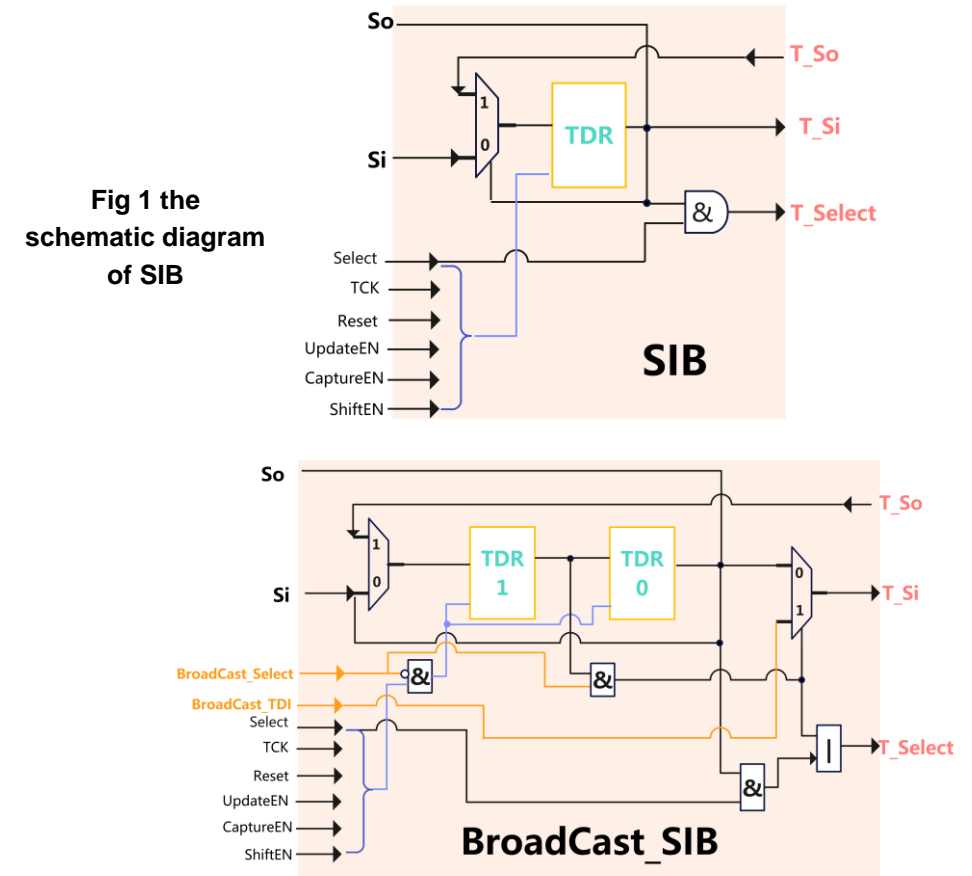 So
T_So
1
TDR
T_Si
0
Si
Fig 1 the
schematic diagram
of SIB
&
T_Select
Select
TCK
Reset
UpdateEN
SIB
CaptureEN
ShiftEN
So
T_So
1
TDR
1
TDR
0
0
0
Si
T_Si
1
BroadCast_Select
&
&
BroadCast_TDI
Select
TCK
|
T_Select
Reset
&
UpdateEN
CaptureEN
BroadCast_SIB
ShiftEN